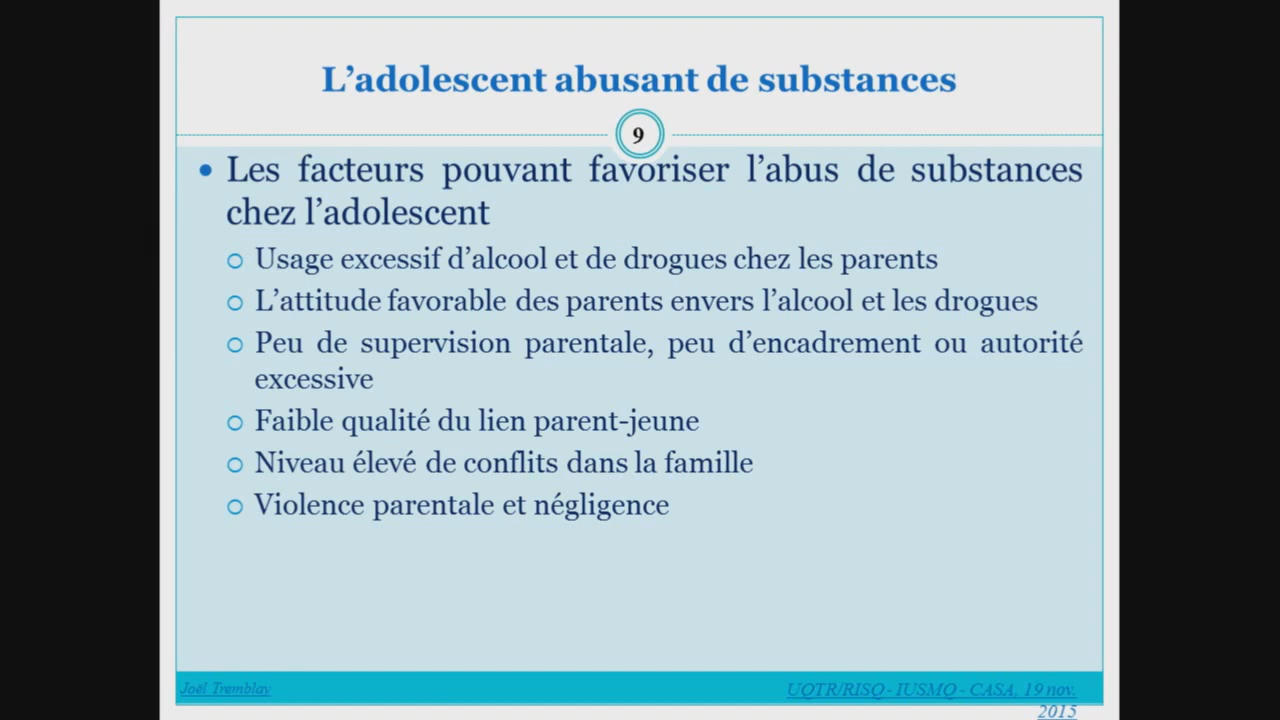 L’adolescent abusant de substances
9
• Les facteurs pouvant favoriser l’abus de substances
chez l’adolescent
○ Usage excessif d’alcool et de drogues chez les parents
○ L’attitude favorable des parents envers l’alcool et les drogues
○ Peu de supervision parentale, peu d’encadrement ou autorité
excessive
○ Faible qualité du lien parent-jeune
○ Niveau élevé de conflits dans la famille
○ Violence parentale et négligence
Joël Tremblay
UQTR/RISQ - IUSMQ - CASA, 19 nov.
2015